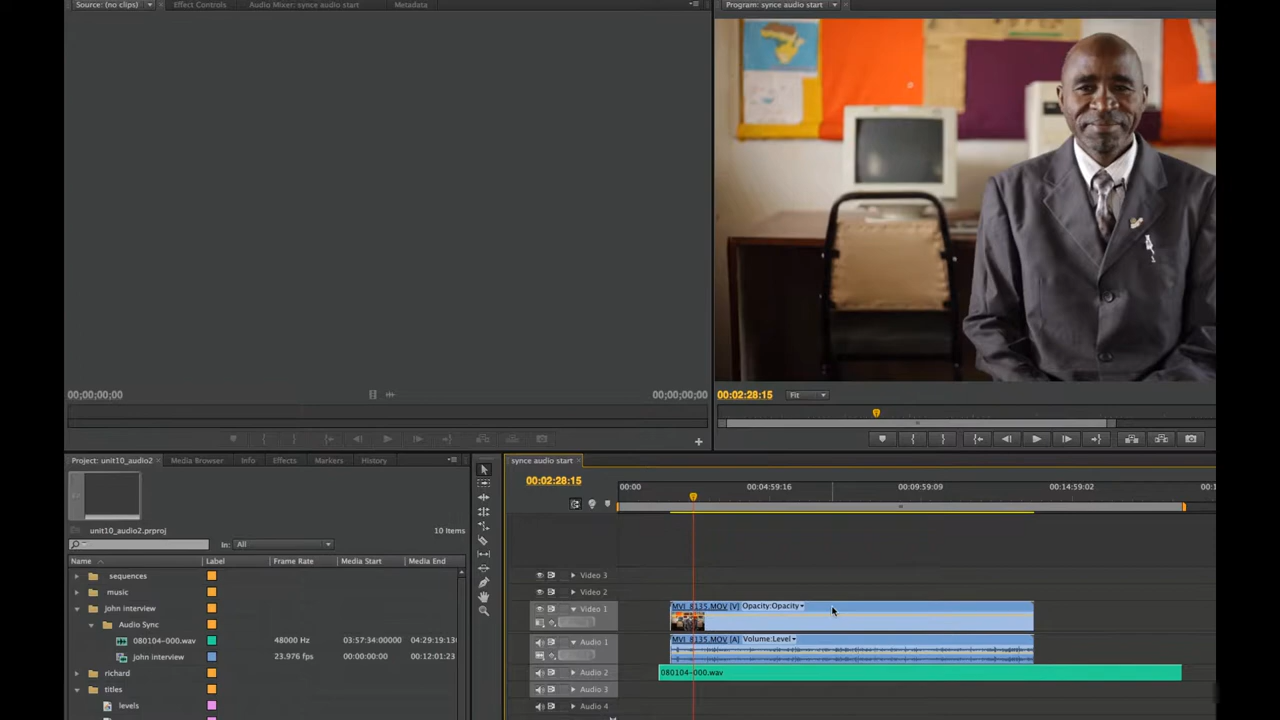 Source: (no clips) Effect Controls Audio Mixer: synce audio start Metadata
Program: synce audio start
00;00;00;00 00;00;00;00
00:02:28:15 Fit
Project: unit10_audio2 Media Browser Info Effects Markers History
unit10_audio2.prproj
10 Items
In: All
Name Label Frame Rate Media Start Media End
sequences
music
john interview
Audio Sync
080104-000.wav 48000 Hz 03:57:34:00000 04:29:19:13
john interview 23.976 fps 00:00:00:00 00:12:01:23
richard
titles
levels
synce audio start
00:02:28:15
00:00 00:04:59:16 00:09:59:09 00:14:59:02
Video 3
Video 2
Video 1 MVI_8135.MOV [V] Opacity:Opacity
Audio 1 MVI_8135.MOV [A] Volume:Level
Audio 2 080104-000.wav
Audio 3
Audio 4